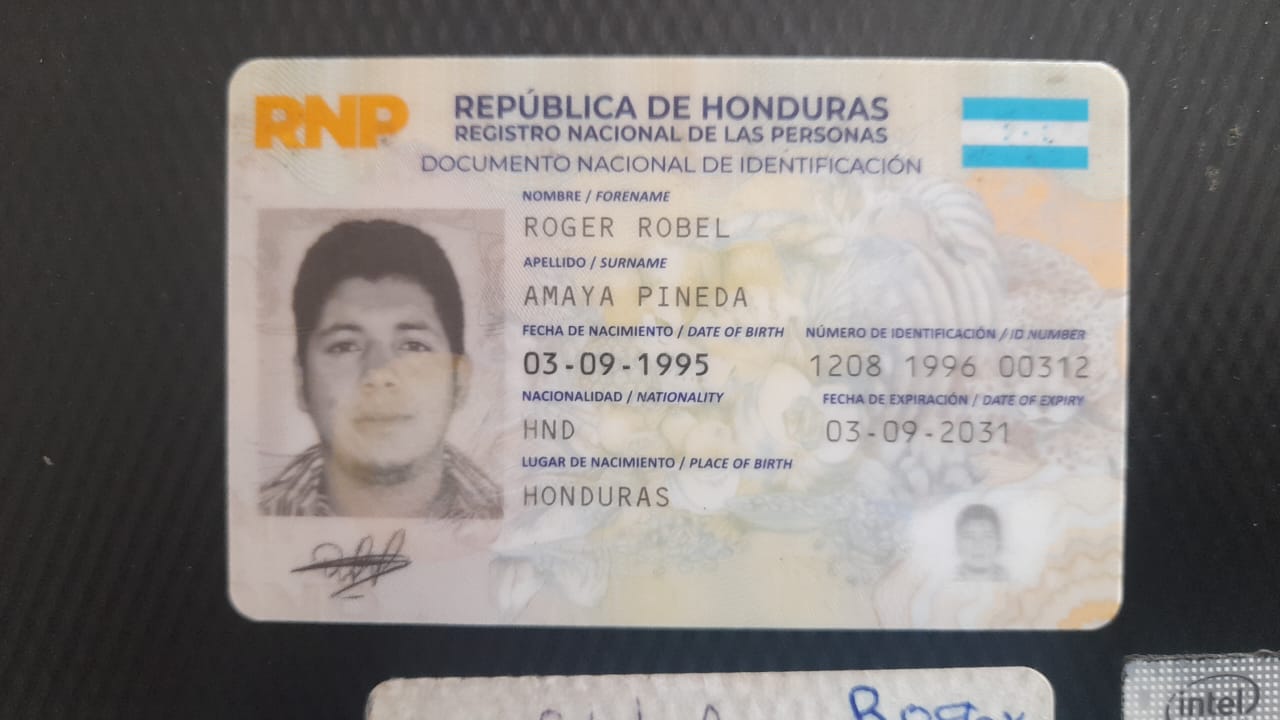 RNP
REPÚBLICA DE HONDURAS
REGISTRO NACIONAL DE LAS PERSONAS
DOCUMENTO NACIONAL DE IDENTIFICACIÓN
NOMBRE / FORENAME
ROGER ROBEL
APELLIDO / SURNAME
AMAYA PINEDA
FECHA DE NACIMIENTO / DATE OF BIRTH
03-09-1995
NÚMERO DE IDENTIFICACIÓN / ID NUMBER
1208 1996 00312
NACIONALIDAD / NATIONALITY
HND
FECHA DE EXPIRACIÓN / DATE OF EXPIRY
03-09-2031
LUGAR DE NACIMIENTO / PLACE OF BIRTH
HONDURAS
intel